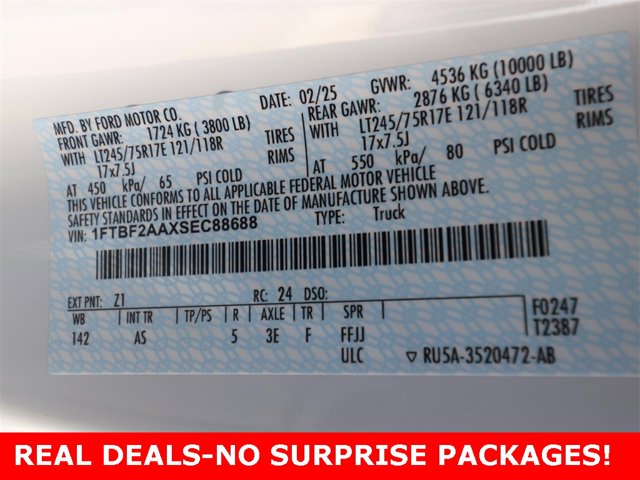 MFD. BY FORD MOTOR CO.
DATE: 02/25 GVWR: 4536 KG (10000 LB)
FRONT GAWR: 1724 KG (3800 LB) REAR GAWR: 2876 KG (6340 LB)
WITH LT245/75R17E 121/118R TIRES WITH LT245/75R17E 121/118R TIRES
17x7.5J RIMS 17x7.5J RIMS
AT 450 kPa/ 65 PSI COLD AT 550 kPa/ 80 PSI COLD
THIS VEHICLE CONFORMS TO ALL APPLICABLE FEDERAL MOTOR VEHICLE
SAFETY STANDARDS IN EFFECT ON THE DATE OF MANUFACTURE SHOWN ABOVE.
VIN: 1FTBF2AAXSEC88688 TYPE: Truck
EXT PNT: Z1 RC: 24 DSO:
WB INT TR TP/PS R AXLE TR SPR F0247
142 AS 5 3E F FFJJ T2387
ULC RU5A-3520472-AB
REAL DEALS-NO SURPRISE PACKAGES!